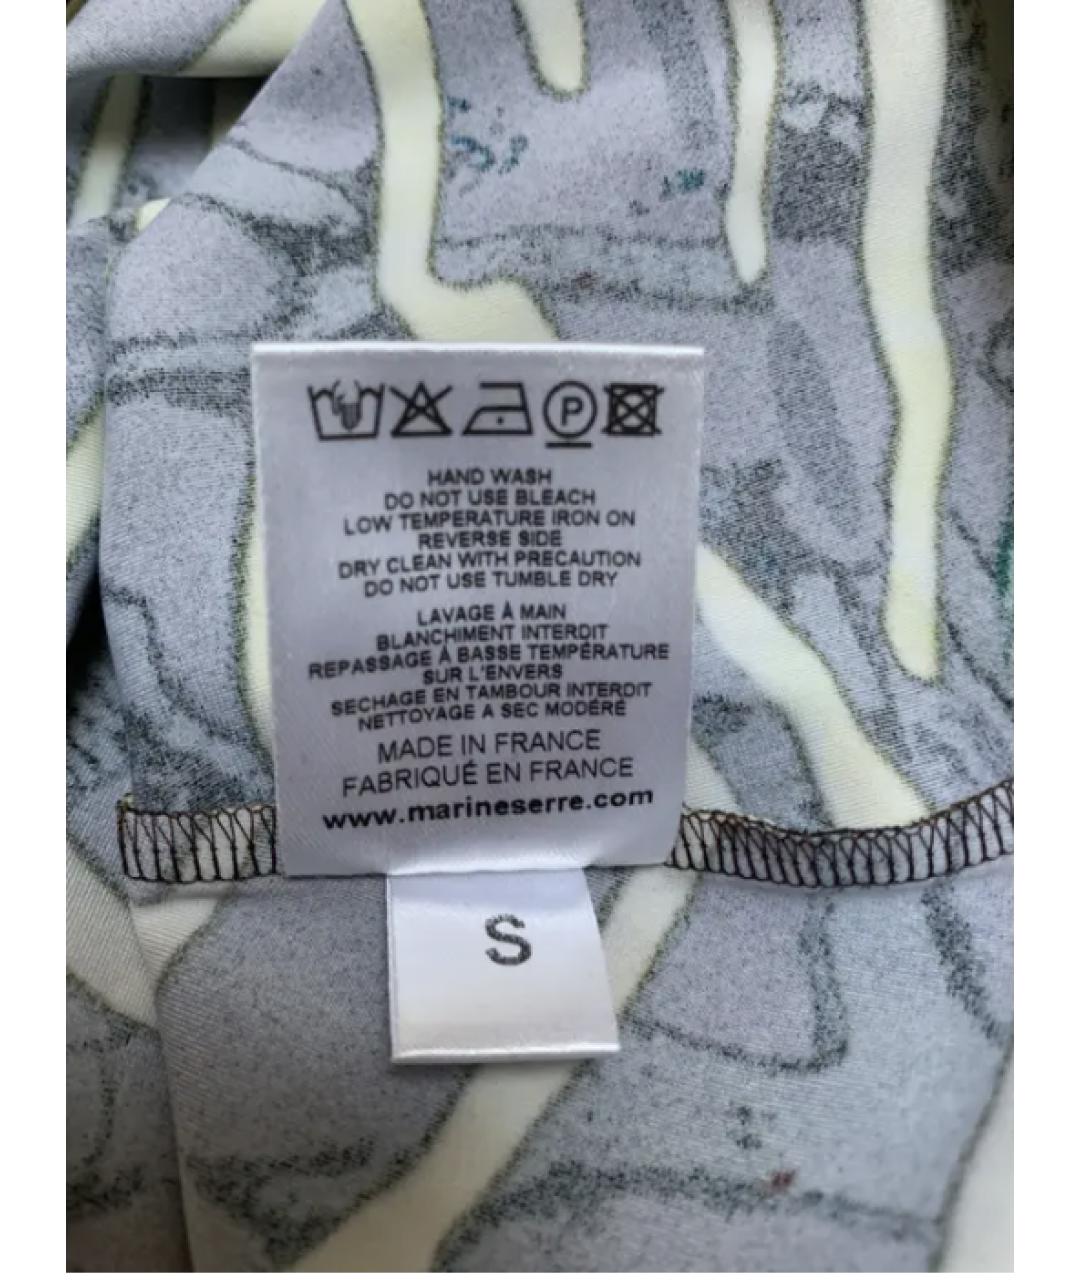 P
HAND WASH
DO NOT USE BLEACH
LOW TEMPERATURE IRON ON
REVERSE SIDE
DRY CLEAN WITH PRECAUTION
DO NOT USE TUMBLE DRY
LAVAGE À MAIN
BLANCHIMENT INTERDIT
REPASSAGE À BASSE TEMPÉRATURE
SUR L'ENVERS
SECHAGE EN TAMBOUR INTERDIT
NETTOYAGE A SEC MODÉRÉ
MADE IN FRANCE
FABRIQUÉ EN FRANCE
www.marineserre.com
S